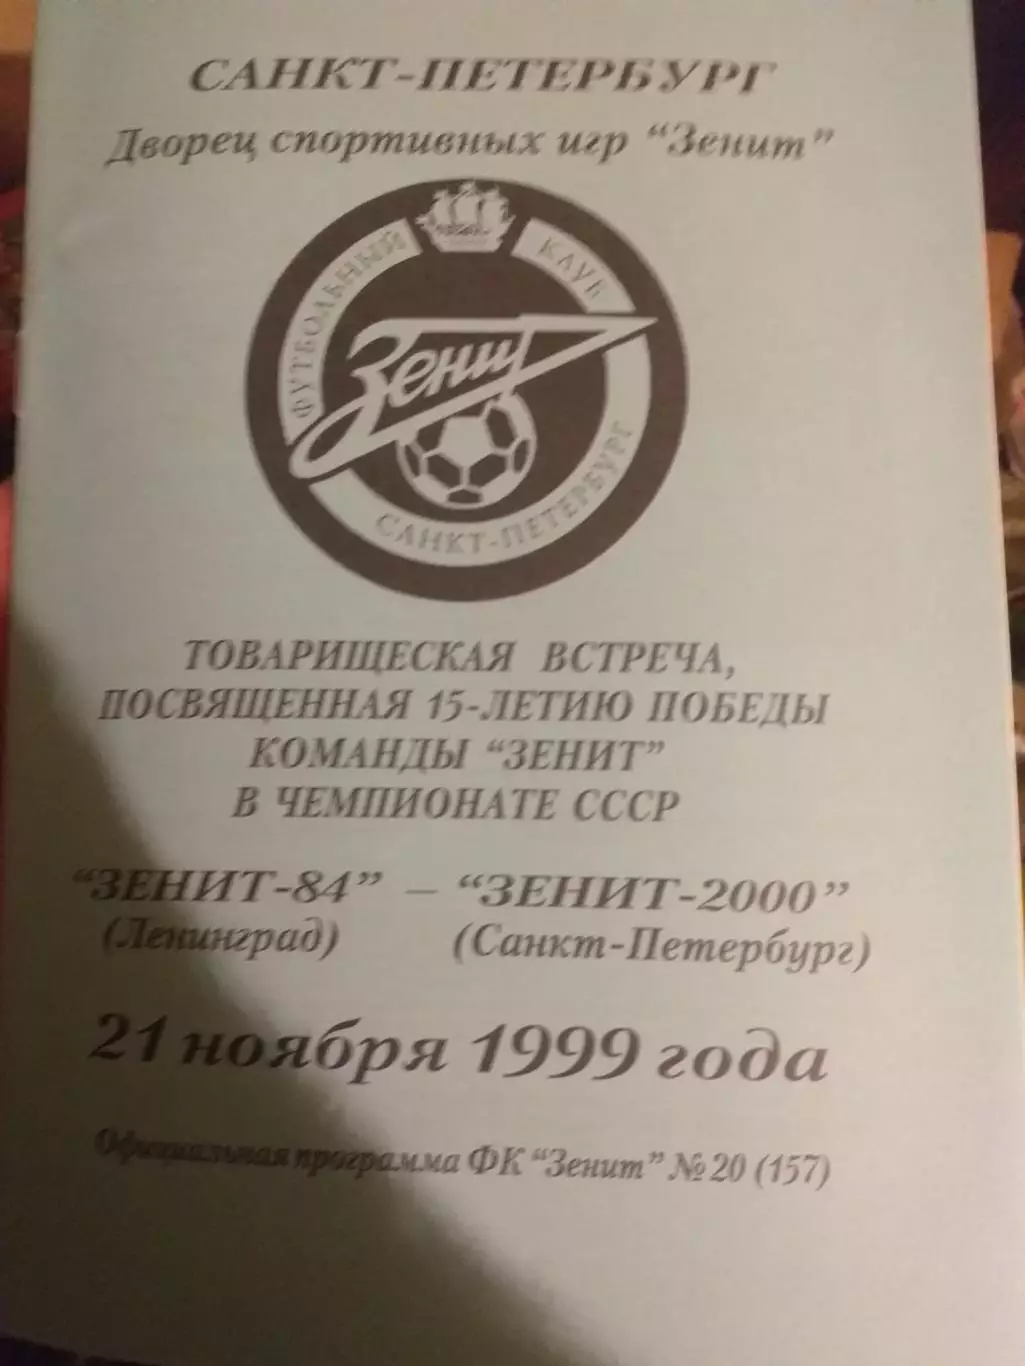 САНКТ-ПЕТЕРБУРГ
Дворец спортивных игр "Зенит"
ФУТБОЛЬНЫЙ КЛУБ
Зенит
САНКТ-ПЕТЕРБУРГ
ТОВАРИЩЕСКАЯ ВСТРЕЧА,
ПОСВЯЩЕННАЯ 15-ЛЕТИЮ ПОБЕДЫ
КОМАНДЫ "ЗЕНИТ"
В ЧЕМПИОНАТЕ СССР
"ЗЕНИТ-84" – "ЗЕНИТ-2000"
(Ленинград) (Санкт-Петербург)
21 ноября 1999 года
Официальная программа ФК "Зенит" № 20 (157)